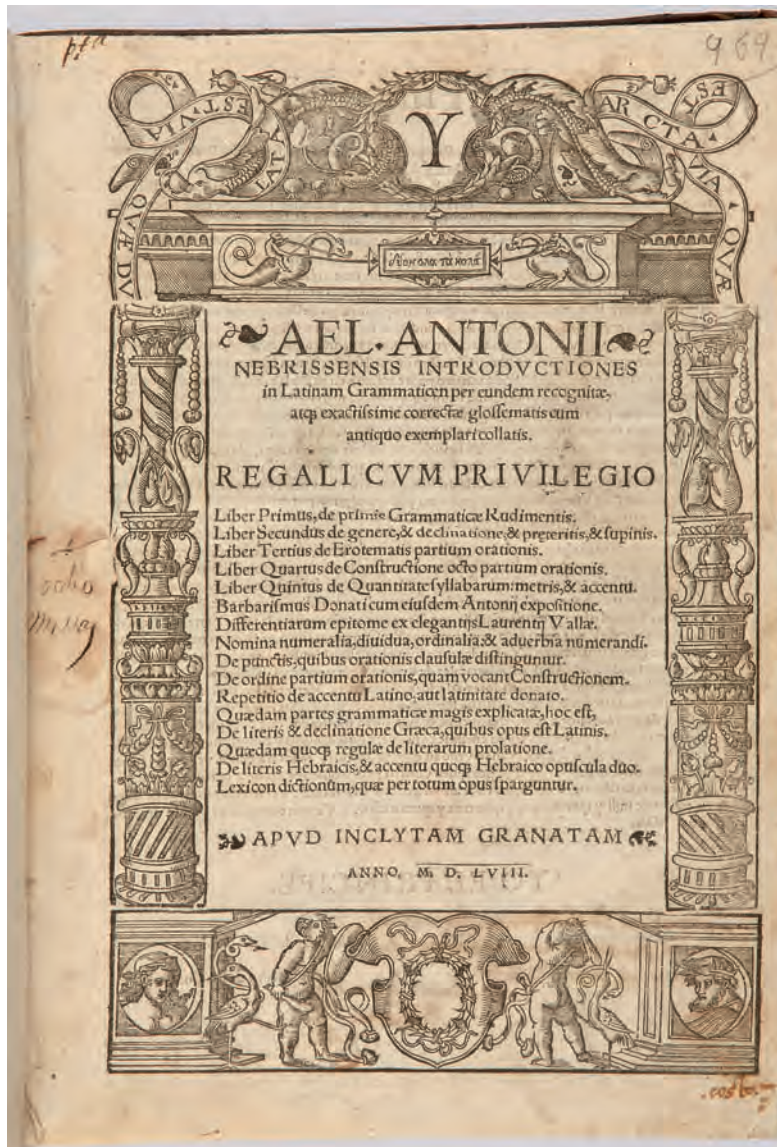 969
QVÆ DV
EST VIA
LATA
Y
ARCTA
EST
VIA
QVÆ
AEL. ANTONII
NEBRISSENSIS INTRODVCTIONES
in Latinam Grammaticen per eundem recognitæ,
atq; exactissime correctæ glossematis cum
antiquo exemplari collatis.
REGALI CVM PRIVILEGIO
Liber Primus, de primis Grammaticæ Rudimentis.
Liber Secundus de genere, & declinatione, & preteritis, & supinis.
Liber Tertius de Erotematis partium orationis.
Liber Quartus de Constructione octo partium orationis.
Liber Quintus de Quantitate syllabarum: metris, & accentu.
Barbarismus Donati cum eiusdem Antonij expositione.
Differentiarum epitome ex elegantijs Laurentij Vallæ.
Nomina numeralia, diuidua, ordinalia, & aduerbia numerandi.
De punctis, quibus orationis clausulæ distinguntur.
De ordine partium orationis, quam vocant Constructionem.
Repetitio de accentu Latino, aut latinitate donato.
Quædam partes grammaticæ magis explicatæ, hoc est,
De literis & declinatione Græca, quibus opus est Latinis.
Quædam quoq; regulæ de literarum prolatione.
De literis Hebraicis, & accentu quoq; Hebraico opuscula duo.
Lexicon dictionum, quæ per totum opus sparguntur.
APVD INCLYTAM GRANATAM
ANNO. M. D. LVIII.